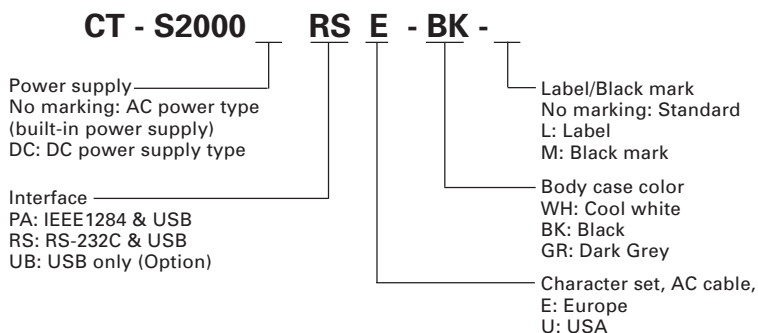 CT - S2000 __ RS E - BK - __
Power supply
No marking: AC power type
(built-in power supply)
DC: DC power supply type
Interface
PA: IEEE1284 & USB
RS: RS-232C & USB
UB: USB only (Option)
Label/Black mark
No marking: Standard
L: Label
M: Black mark
Body case color
WH: Cool white
BK: Black
GR: Dark Grey
Character set, AC cable,
E: Europe
U: USA